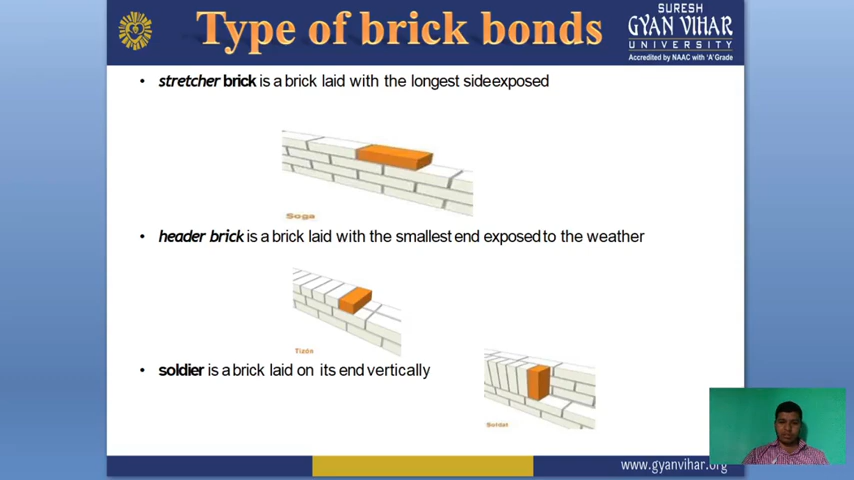 Type of brick bonds
SURESH
GYAN VIHAR
UNIVERSITY
Accredited by NAAC with 'A' Grade
• stretcher brick is a brick laid with the longest side exposed
Soga
• header brick is a brick laid with the smallest end exposed to the weather
Tizón
• soldier is a brick laid on its end vertically
Soldat
www.gyanvihar.org